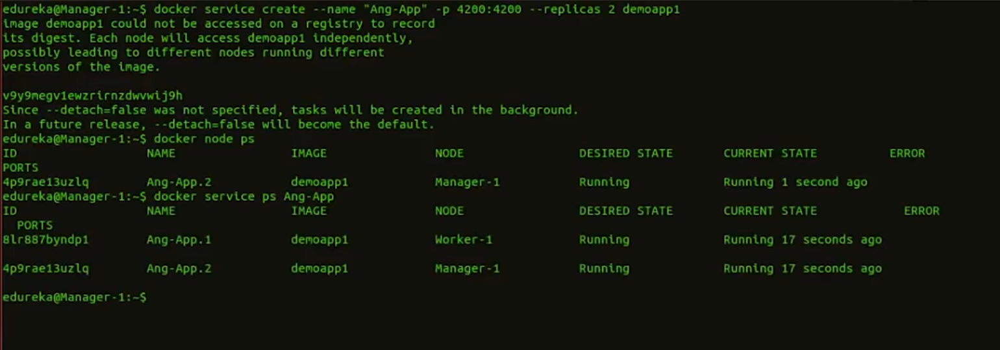 edureka@Manager-1:~$ docker service create --name "Ang-App" -p 4200:4200 --replicas 2 demoapp1
image demoapp1 could not be accessed on a registry to record
its digest. Each node will access demoapp1 independently,
possibly leading to different nodes running different
versions of the image.
v9y9megv1ewzrirnzdwvwij9h
Since --detach=false was not specified, tasks will be created in the background.
In a future release, --detach=false will become the default.
edureka@Manager-1:~$ docker node ps
ID NAME IMAGE NODE DESIRED STATE CURRENT STATE ERROR
PORTS
4p9rae13uzlq Ang-App.2 demoapp1 Manager-1 Running Running 1 second ago
edureka@Manager-1:~$ docker service ps Ang-App
ID NAME IMAGE NODE DESIRED STATE CURRENT STATE ERROR
PORTS
8lr887byndp1 Ang-App.1 demoapp1 Worker-1 Running Running 17 seconds ago
4p9rae13uzlq Ang-App.2 demoapp1 Manager-1 Running Running 17 seconds ago
edureka@Manager-1:~$